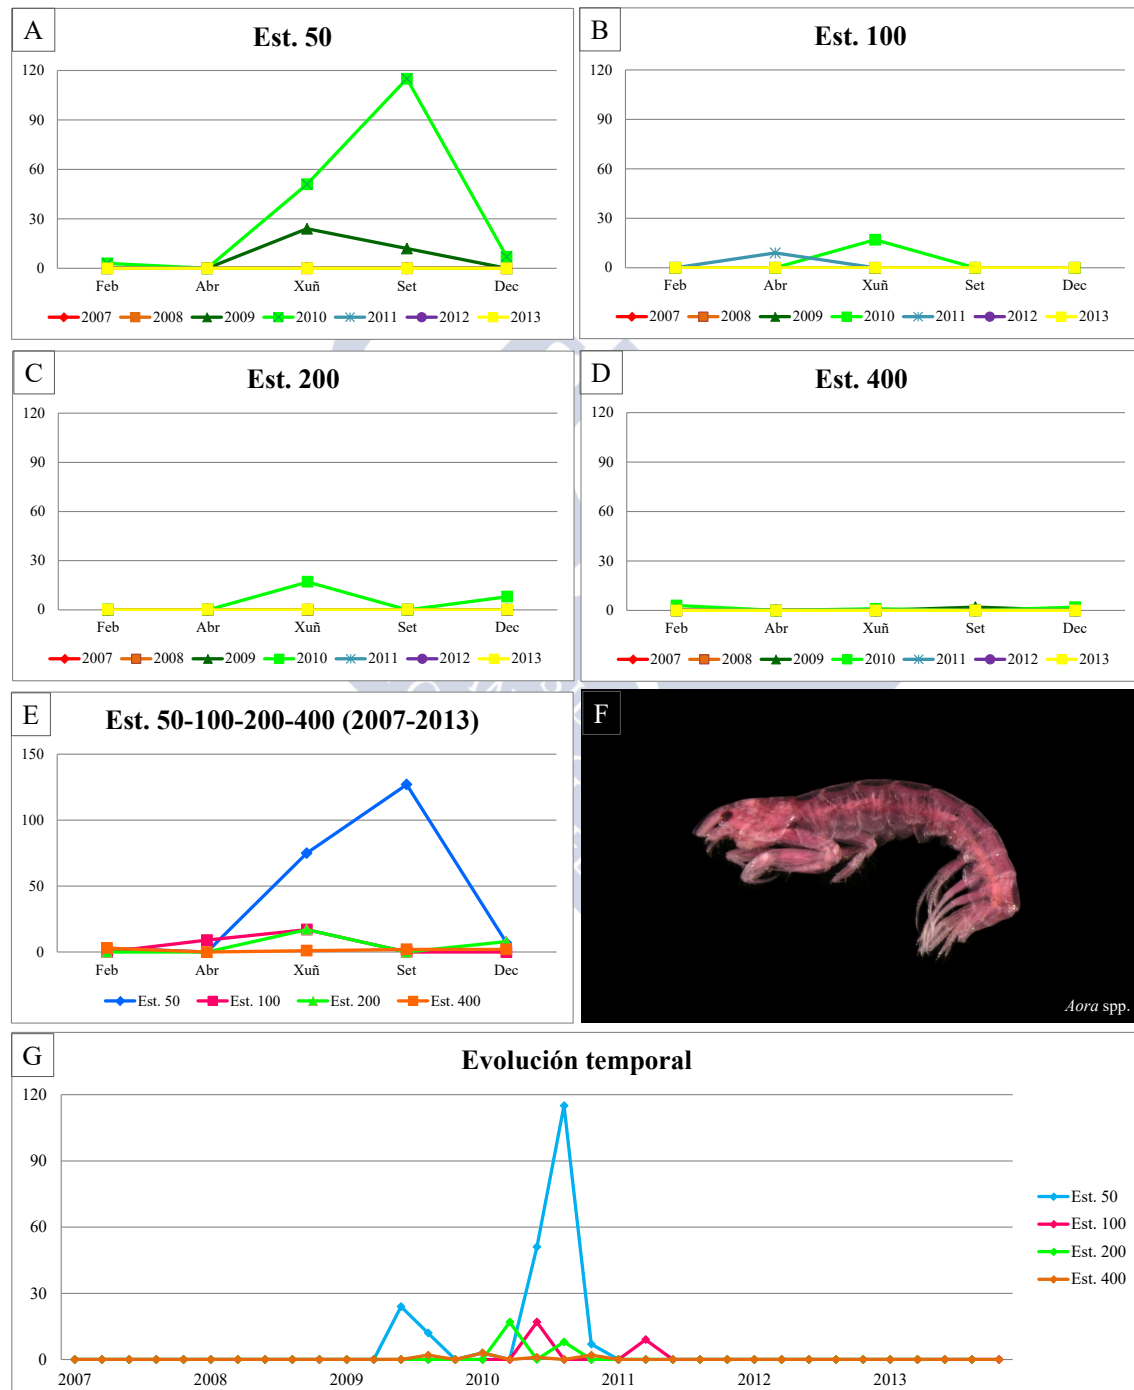 A
Est. 50
120
90
60
30
0
Feb Abr Xuñ Set Dec
2007 2008 2009 2010 2011 2012 2013
B
Est. 100
120
90
60
30
0
Feb Abr Xuñ Set Dec
2007 2008 2009 2010 2011 2012 2013
C
Est. 200
120
90
60
30
0
Feb Abr Xuñ Set Dec
2007 2008 2009 2010 2011 2012 2013
D
Est. 400
120
90
60
30
0
Feb Abr Xuñ Set Dec
2007 2008 2009 2010 2011 2012 2013
E
Est. 50-100-200-400 (2007-2013)
150
100
50
0
Feb Abr Xuñ Set Dec
Est. 50 Est. 100 Est. 200 Est. 400
F
Aora spp.
G
Evolución temporal
120
90
60
30
0
2007 2008 2009 2010 2011 2012 2013
Est. 50
Est. 100
Est. 200
Est. 400